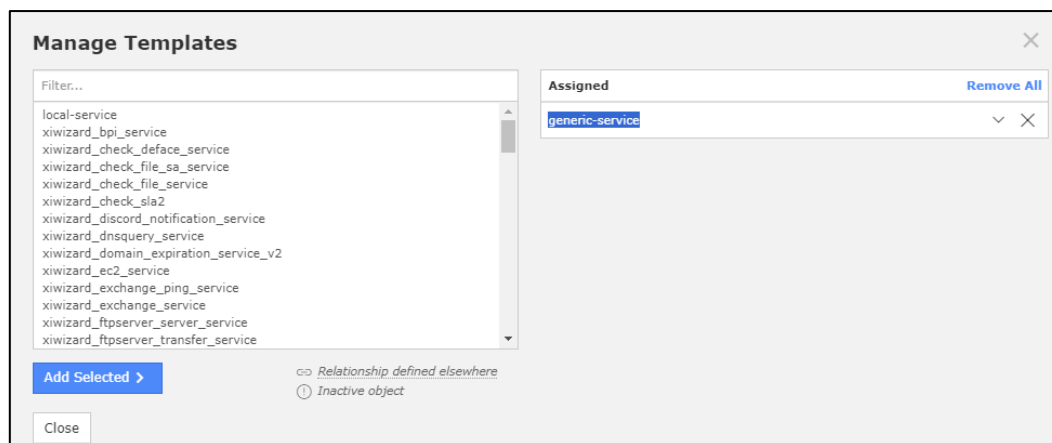 Manage Templates
Filter...
local-service
xiwizard_bpi_service
xiwizard_check_deface_service
xiwizard_check_file_sa_service
xiwizard_check_file_service
xiwizard_check_sla2
xiwizard_discord_notification_service
xiwizard_dnsquery_service
xiwizard_domain_expiration_service_v2
xiwizard_ec2_service
xiwizard_exchange_ping_service
xiwizard_exchange_service
xiwizard_ftpserver_server_service
xiwizard_ftpserver_transfer_service
Assigned Remove All
generic-service
Add Selected
Relationship defined elsewhere
Inactive object
Close